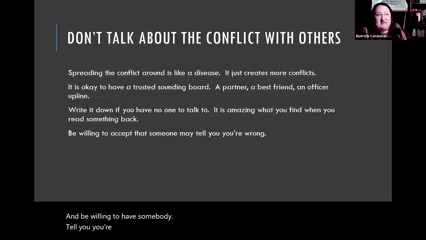 DON'T TALK ABOUT THE CONFLICT WITH OTHERS
Spreading the conflict around is like a disease. It just creates more conflicts.
It is okay to have a trusted sounding board. A partner, a best friend, an officer
upline.
Write it down if you have no one to talk to. It is amazing what you find when you
read something back.
Be willing to accept that someone may tell you you're wrong.
And be willing to have somebody.
Tell you you're